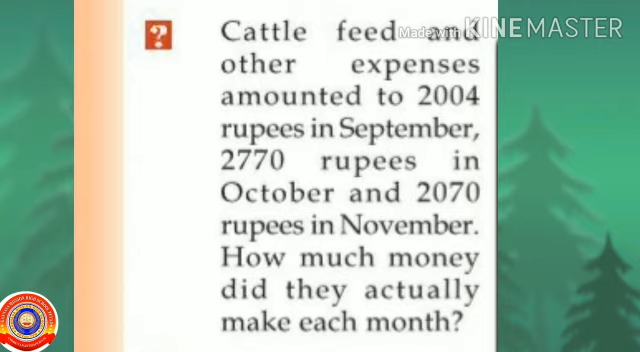 Made with KINEMASTER
?
Cattle feed and
other expenses
amounted to 2004
rupees in September,
2770 rupees in
October and 2070
rupees in November.
How much money
did they actually
make each month?